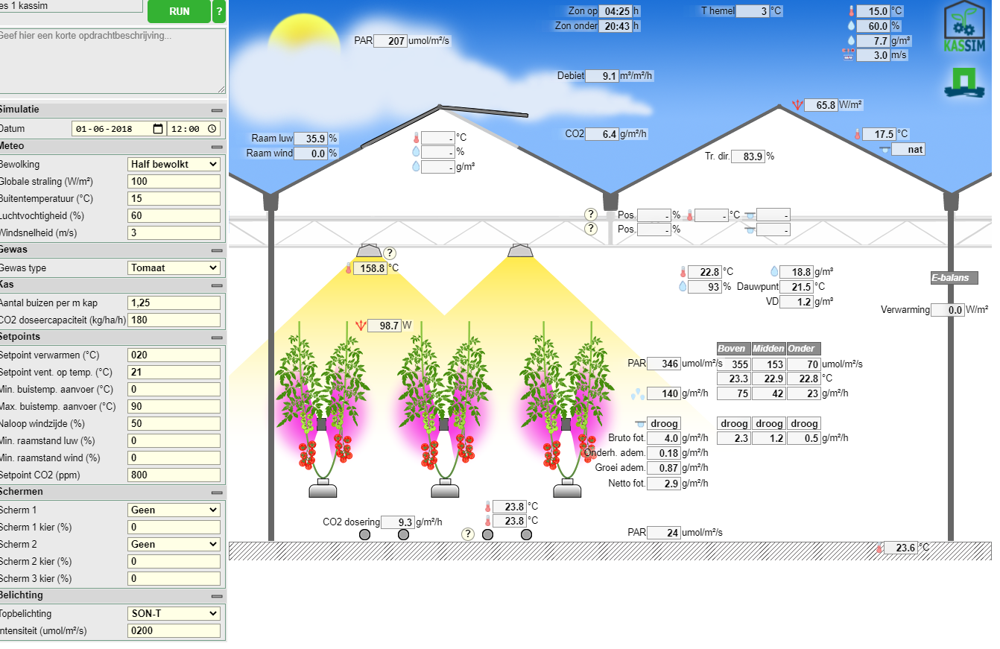 es 1 kassim
RUN
?
Geef hier een korte opdrachtbeschrijving...
Simulatie
Datum 01-06-2018 12:00
Meteo
Bewolking Half bewolkt
Globale straling (W/m²) 100
Buitentemperatuur (°C) 15
Luchtvochtigheid (%) 60
Windsnelheid (m/s) 3
Gewas
Gewas type Tomaat
Kas
Aantal buizen per m kap 1,25
CO2 doseercapaciteit (kg/ha/h) 180
Setpoints
Setpoint verwarmen (°C) 020
Setpoint vent. op temp. (°C) 21
Min. buistemp. aanvoer (°C) 0
Max. buistemp. aanvoer (°C) 90
Naloop windzijde (%) 50
Min. raamstand luw (%) 0
Min. raamstand wind (%) 0
Setpoint CO2 (ppm) 800
Schermen
Scherm 1 Geen
Scherm 1 kier (%) 0
Scherm 2 Geen
Scherm 2 kier (%) 0
Scherm 3 kier (%) 0
Belichting
Topbelichting SON-T
Intensiteit (umol/m²/s) 0200
Zon op 04:25 h
Zon onder 20:43 h
T hemel 3 °C
15.0 °C
60.0 %
7.7 g/m³
3.0 m/s
KASSIM
PAR 207 umol/m²/s
Debiet 9.1 m³/m²/h
65.8 W/m²
CO2 6.4 g/m²/h
Raam luw 35.9 %
Raam wind 0.0 %
- °C
- %
- g/m³
17.5 °C
nat
Tr. dir. 83.9 %
? Pos. - % - °C -
? Pos. - % -
?
158.8 °C
22.8 °C 18.8 g/m³
93 % Dauwpunt 21.5 °C
VD 1.2 g/m³
E-balans
Verwarming 0.0 W/m²
98.7 W
Boven Midden Onder
PAR 346 umol/m²/s 355 153 70 umol/m²/s
23.3 22.9 22.8 °C
140 g/m²/h 75 42 23 g/m²/h
droog droog droog droog
Bruto fot. 4.0 g/m²/h 2.3 1.2 0.5 g/m²/h
Onderh. adem. 0.18 g/m²/h
Groei adem. 0.87 g/m²/h
Netto fot. 2.9 g/m²/h
23.8 °C
CO2 dosering 9.3 g/m²/h 23.8 °C
?
PAR 24 umol/m²/s
23.6 °C